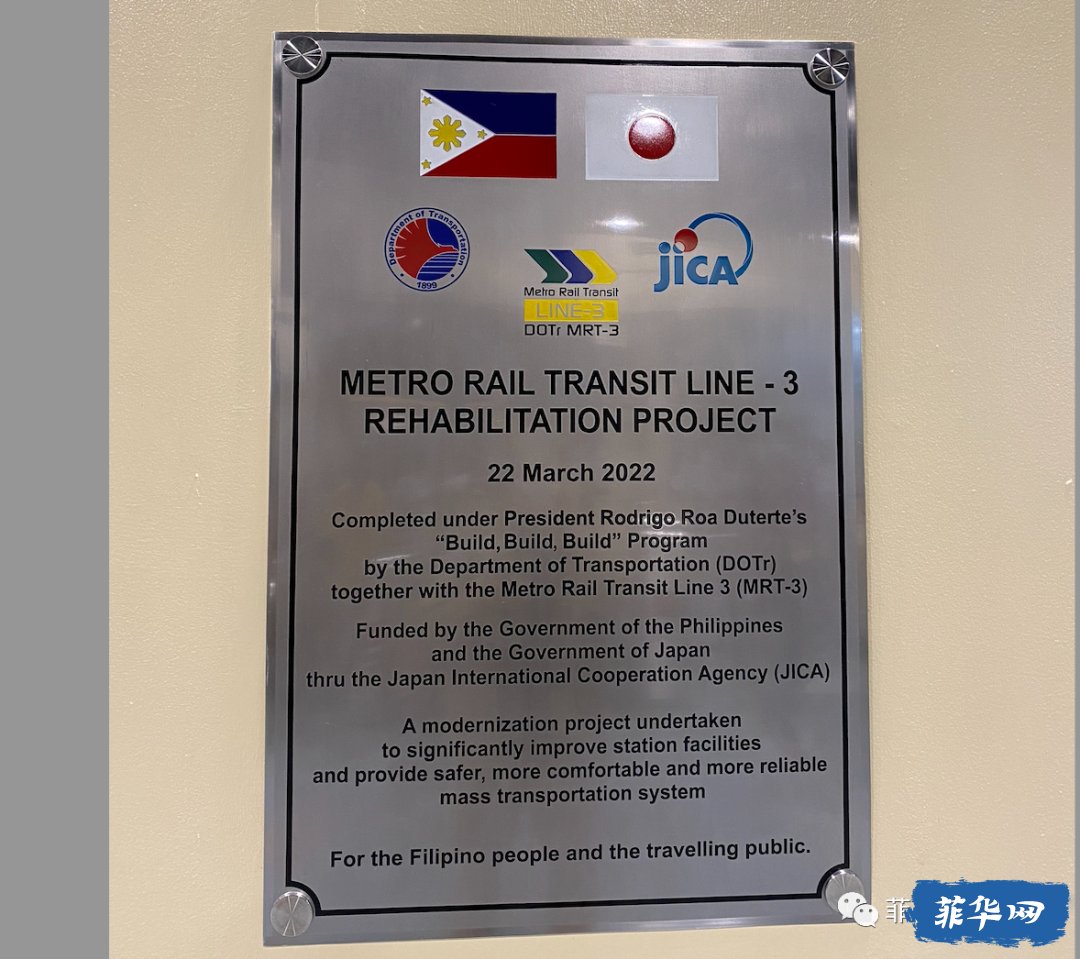 Department of Transportation
1899
Metro Rail Transit
LINE-3
DOTr MRT-3
jICA
METRO RAIL TRANSIT LINE - 3
REHABILITATION PROJECT
22 March 2022
Completed under President Rodrigo Roa Duterte's
“Build, Build, Build” Program
by the Department of Transportation (DOTr)
together with the Metro Rail Transit Line 3 (MRT-3)
Funded by the Government of the Philippines
and the Government of Japan
thru the Japan International Cooperation Agency (JICA)
A modernization project undertaken
to significantly improve station facilities
and provide safer, more comfortable and more reliable
mass transportation system
For the Filipino people and the travelling public.
菲华网